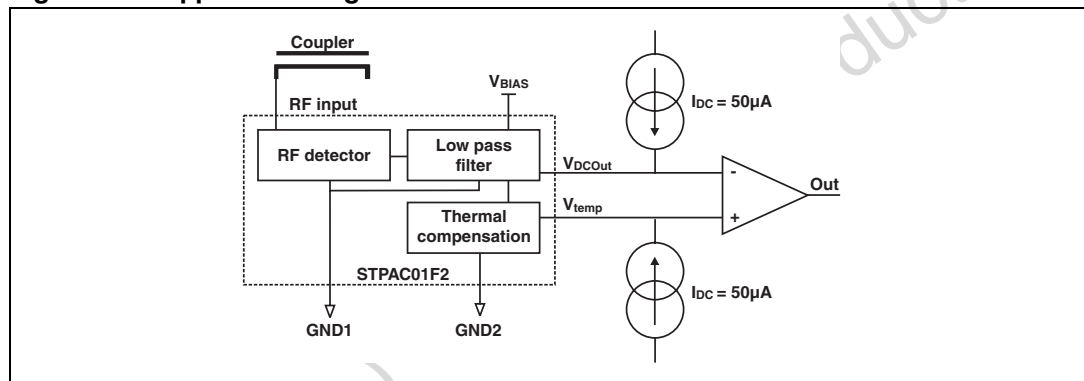 Coupler
VBIAS
RF input
IDC = 50µA
RF detector
Low pass
filter
VDCOut
-
Out
Vtemp
+
Thermal
compensation
STPAC01F2
IDC = 50µA
GND1
GND2